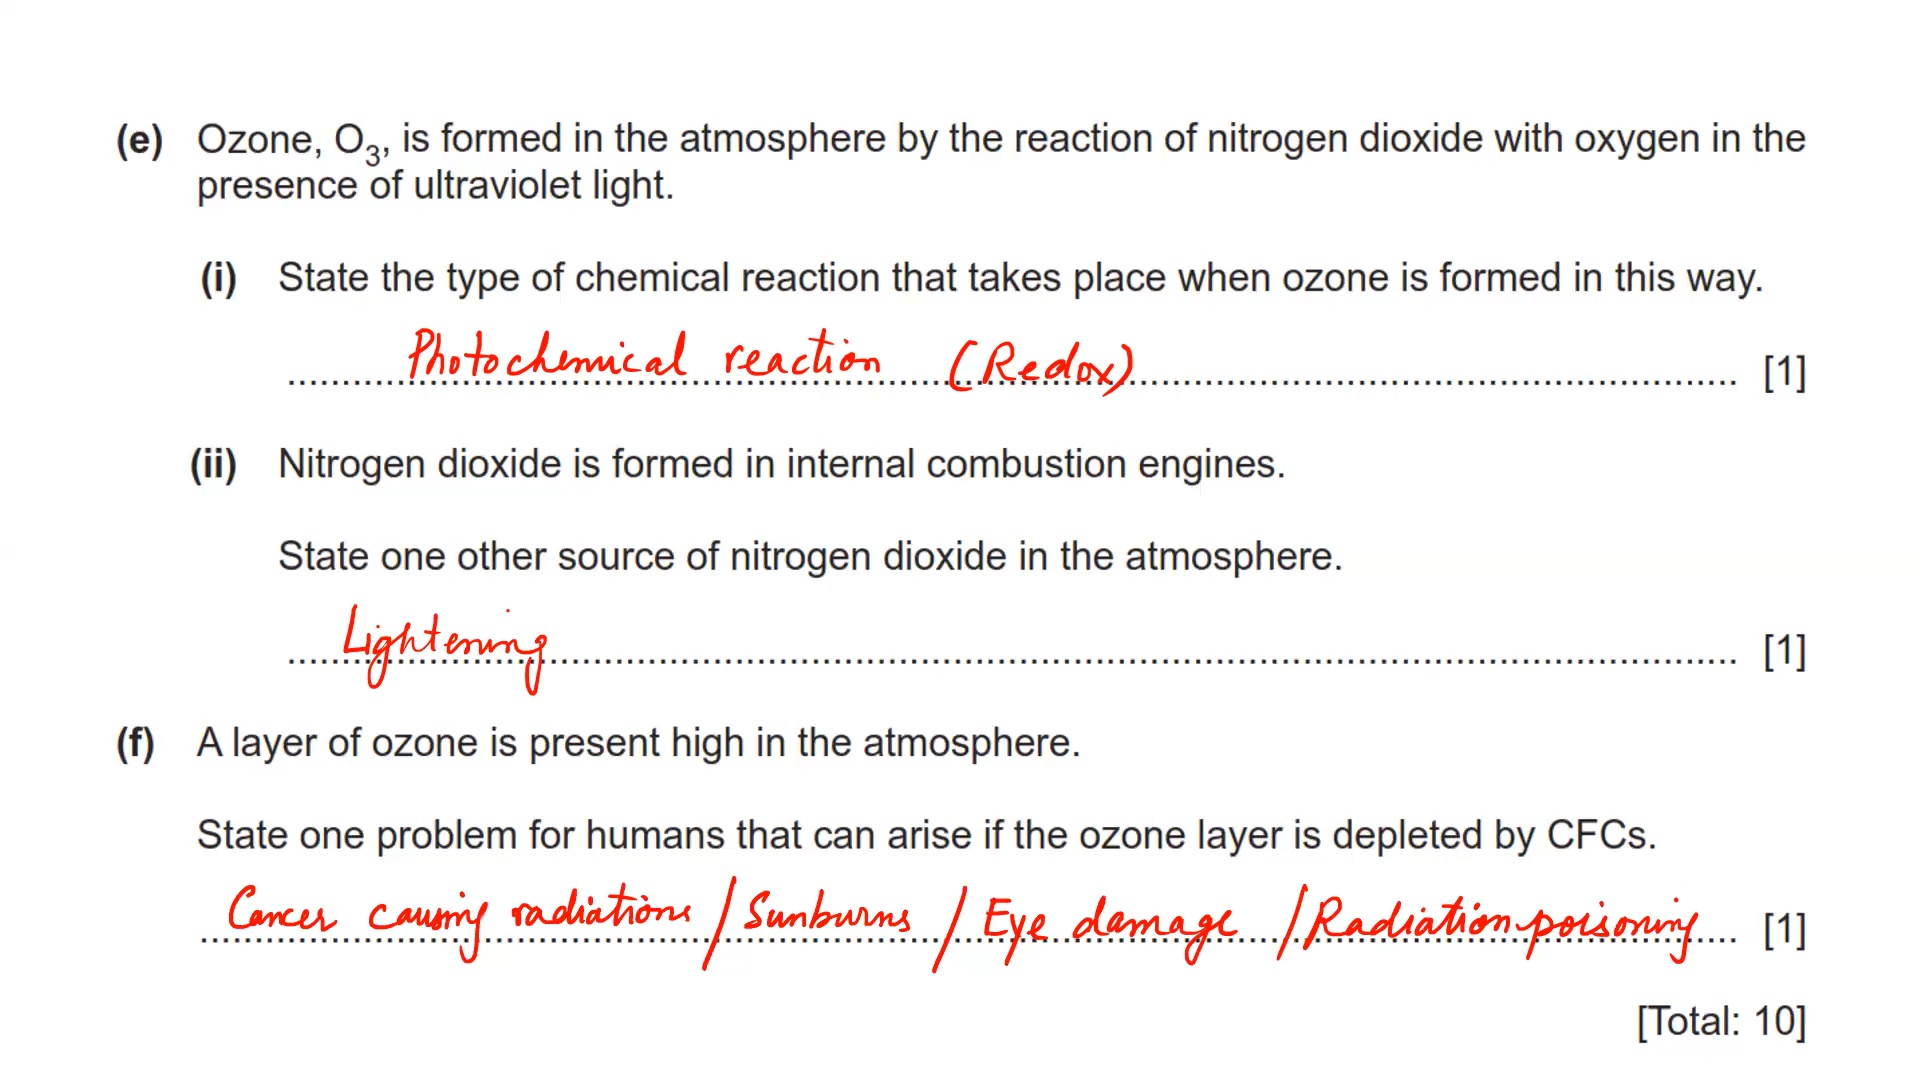 (e) Ozone, O₃, is formed in the atmosphere by the reaction of nitrogen dioxide with oxygen in the
presence of ultraviolet light.
(i) State the type of chemical reaction that takes place when ozone is formed in this way.
Photochemical reaction (Redox) [1]
(ii) Nitrogen dioxide is formed in internal combustion engines.
State one other source of nitrogen dioxide in the atmosphere.
Lightening [1]
(f) A layer of ozone is present high in the atmosphere.
State one problem for humans that can arise if the ozone layer is depleted by CFCs.
Cancer causing radiations / Sunburns / Eye damage / Radiation poisoning [1]
[Total: 10]